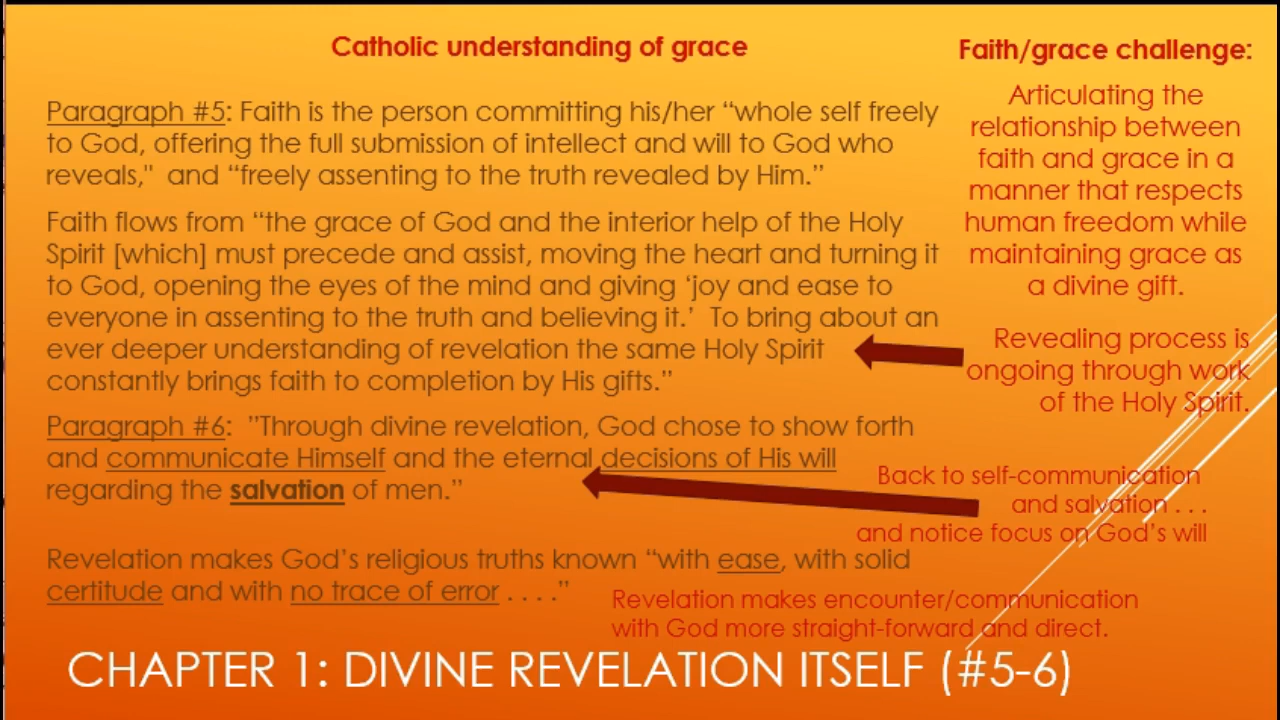 Catholic understanding of grace
Paragraph #5: Faith is the person committing his/her “whole self freely
to God, offering the full submission of intellect and will to God who
reveals," and “freely assenting to the truth revealed by Him.”
Faith flows from “the grace of God and the interior help of the Holy
Spirit [which] must precede and assist, moving the heart and turning it
to God, opening the eyes of the mind and giving ‘joy and ease to
everyone in assenting to the truth and believing it.’ To bring about an
ever deeper understanding of revelation the same Holy Spirit
constantly brings faith to completion by His gifts.”
Paragraph #6: ”Through divine revelation, God chose to show forth
and communicate Himself and the eternal decisions of His will
regarding the salvation of men.”
Revelation makes God’s religious truths known “with ease, with solid
certitude and with no trace of error . . . .”
Faith/grace challenge:
Articulating the
relationship between
faith and grace in a
manner that respects
human freedom while
maintaining grace as
a divine gift.
Revealing process is
ongoing through work
of the Holy Spirit.
Back to self-communication
and salvation . . .
and notice focus on God’s will
Revelation makes encounter/communication
with God more straight-forward and direct.
CHAPTER 1: DIVINE REVELATION ITSELF (#5-6)